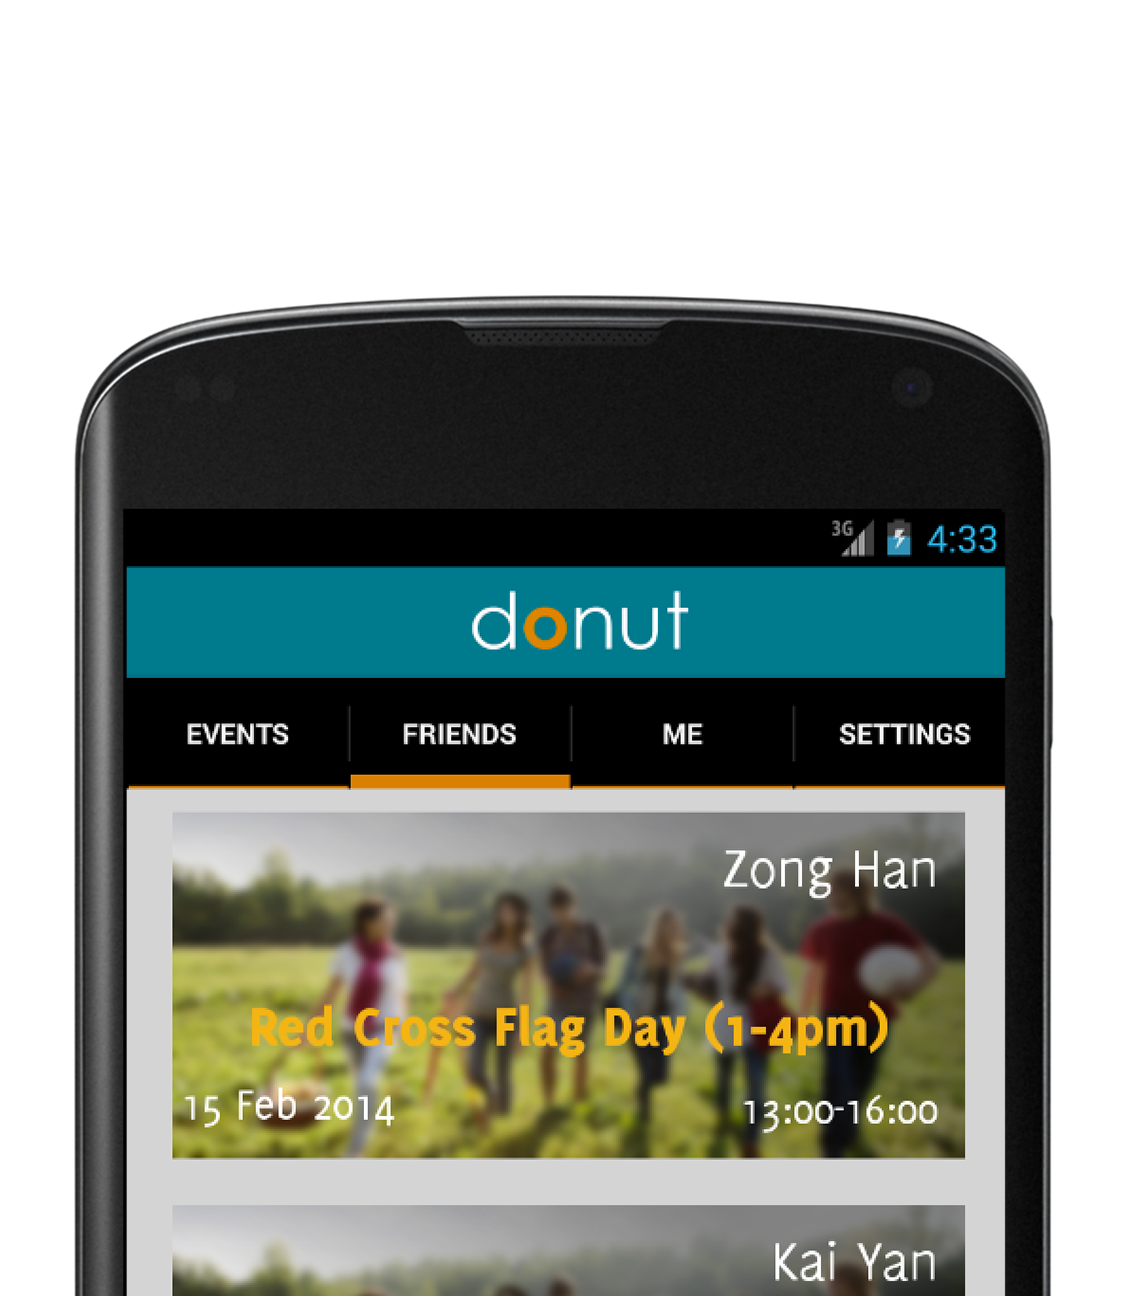 3G 4:33
donut
EVENTS FRIENDS ME SETTINGS
Zong Han
Red Cross Flag Day (1-4pm)
15 Feb 2014 13:00-16:00
Kai Yan